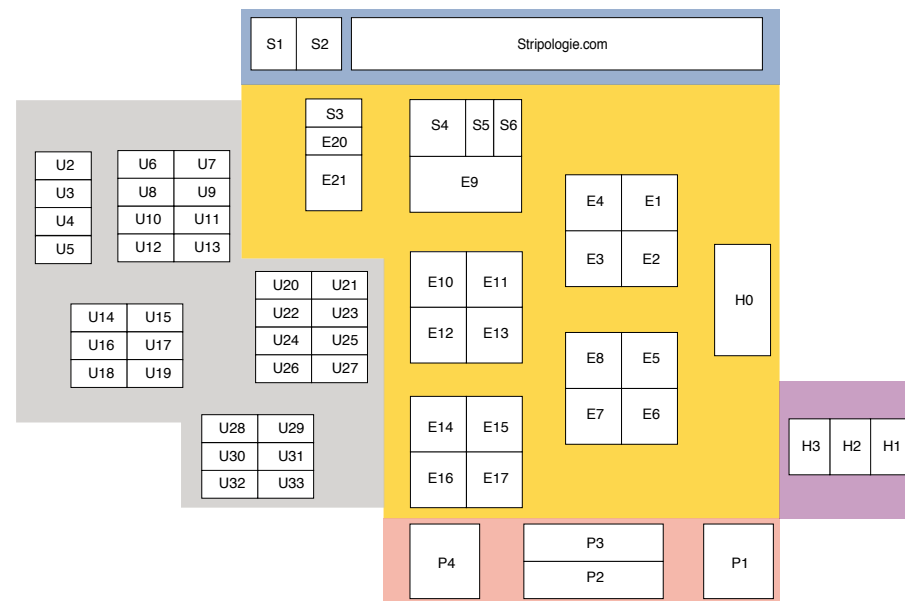 S1 S2 Stripologie.com
S3
E20
E21
S4 S5 S6
E9
U2
U3
U4
U5
U6 U7
U8 U9
U10 U11
U12 U13
E4 E1
E3 E2
H0
E10 E11
E12 E13
U20 U21
U22 U23
U24 U25
U26 U27
U14 U15
U16 U17
U18 U19
E8 E5
E7 E6
E14 E15
E16 E17
U28 U29
U30 U31
U32 U33
H3 H2 H1
P4
P3
P2
P1